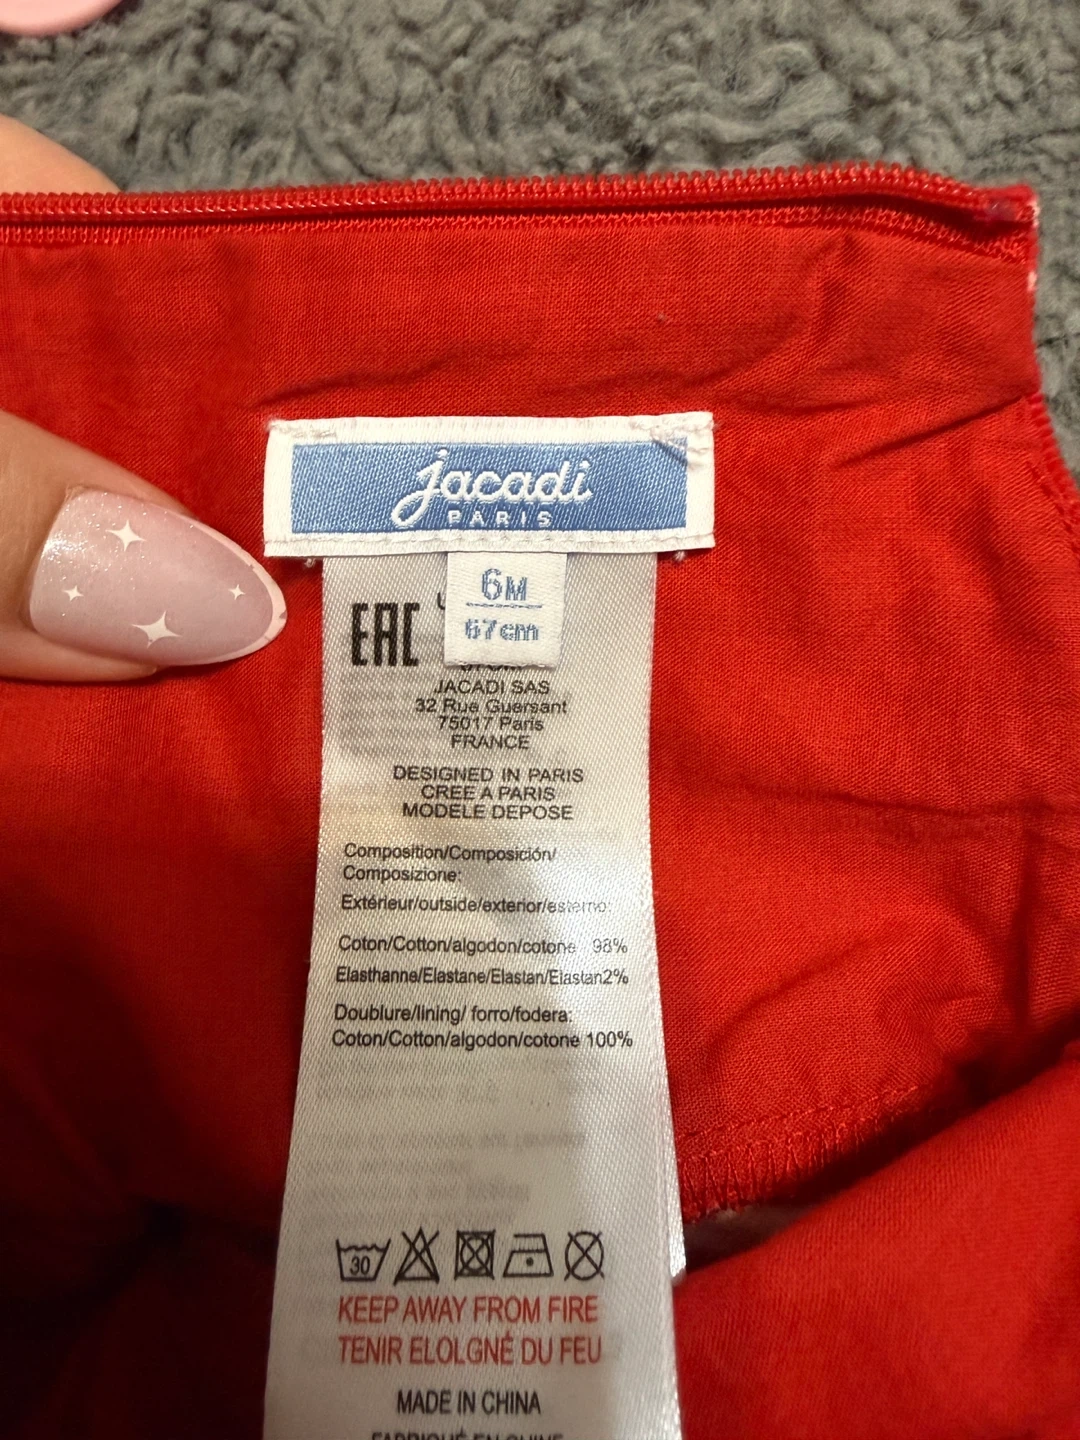 jacadi
PARIS
6M
67cm
EAC
JACADI SAS
32 Rue Guersant
75017 Paris
FRANCE
DESIGNED IN PARIS
CREE A PARIS
MODELE DEPOSE
Composition/Composición/
Composizione:
Extérieur/outside/exterior/esterno:
Coton/Cotton/algodon/cotone 98%
Elasthanne/Elastane/Elastan/Elastan2%
Doublure/lining/ forro/fodera:
Coton/Cotton/algodon/cotone 100%
30
KEEP AWAY FROM FIRE
TENIR ELOLGNÉ DU FEU
MADE IN CHINA